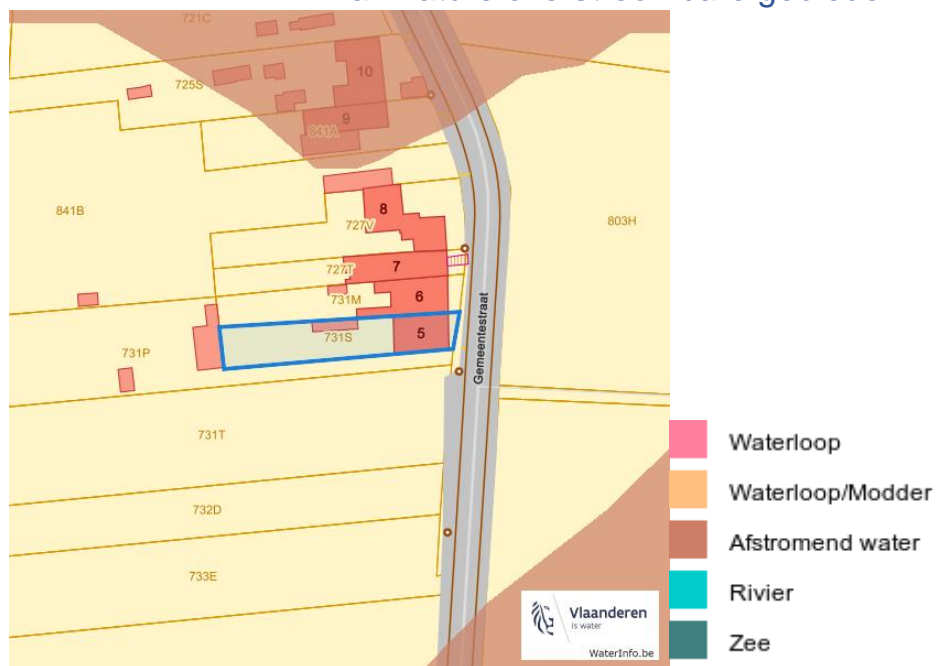 721C
10
725S
9
841A
841B
8
803H
727V
7
727T
6
731M
5
731S
731P
Gemeentestraat
731T
732D
733E
Vlaanderen
is water
WaterInfo.be
Waterloop
Waterloop/Modder
Afstromend water
Rivier
Zee